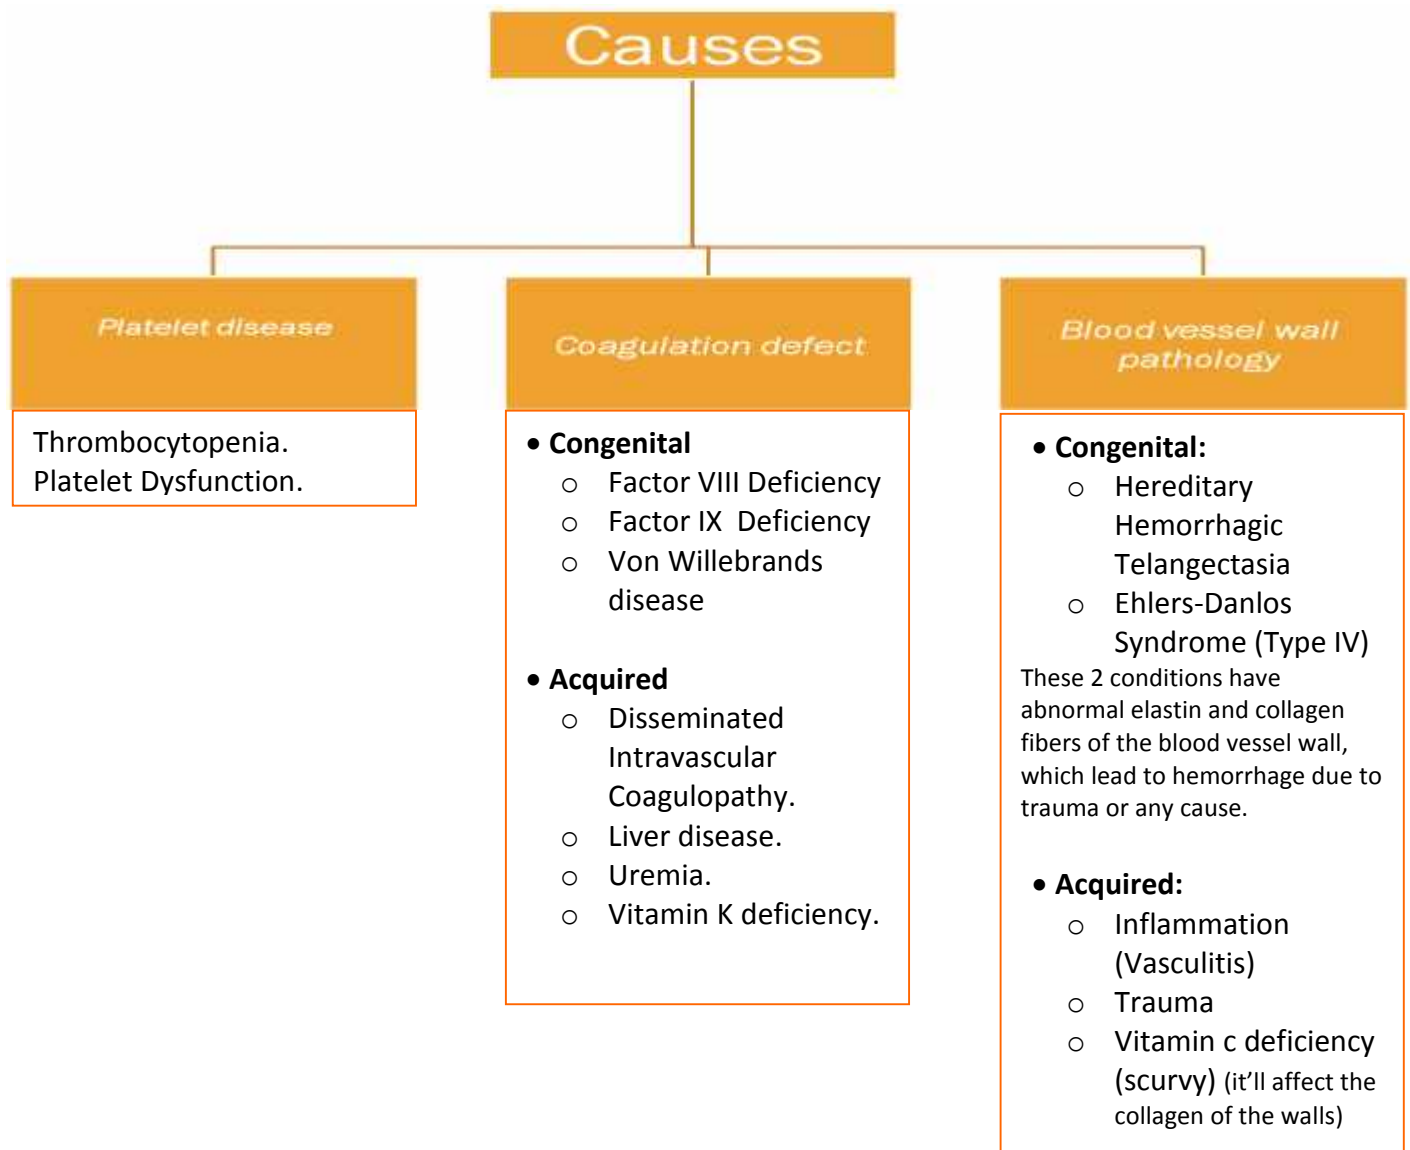 Causes
Platelet disease
Thrombocytopenia.
Platelet Dysfunction.
Coagulation defect
• Congenital
o Factor VIII Deficiency
o Factor IX  Deficiency
o Von Willebrands
disease
• Acquired
o Disseminated
Intravascular
Coagulopathy.
o Liver disease.
o Uremia.
o Vitamin K deficiency.
Blood vessel wall
pathology
• Congenital:
o Hereditary
Hemorrhagic
Telangectasia
o Ehlers-Danlos
Syndrome (Type IV)
These 2 conditions have
abnormal elastin and collagen
fibers of the blood vessel wall,
which lead to hemorrhage due to
trauma or any cause.
• Acquired:
o Inflammation
(Vasculitis)
o Trauma
o Vitamin c deficiency
(scurvy) (it’ll affect the
collagen of the walls)